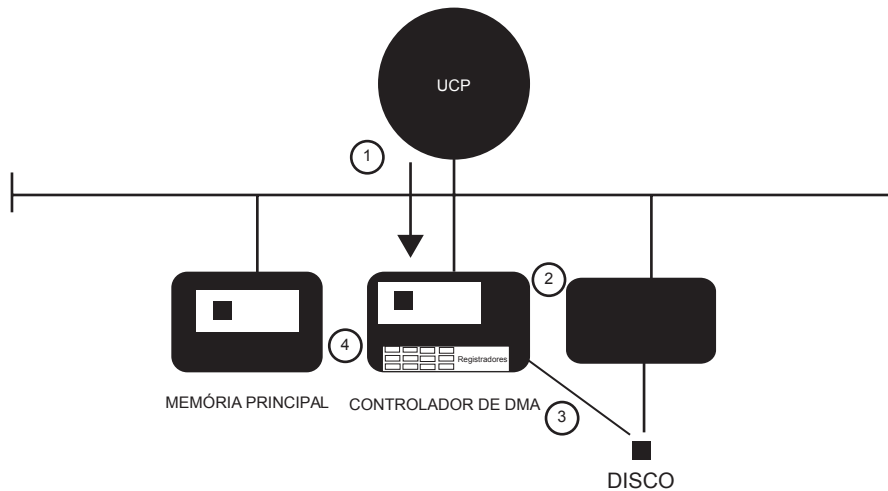 UCP
1
2
Registradores
4
MEMÓRIA PRINCIPAL
CONTROLADOR DE DMA
3
DISCO